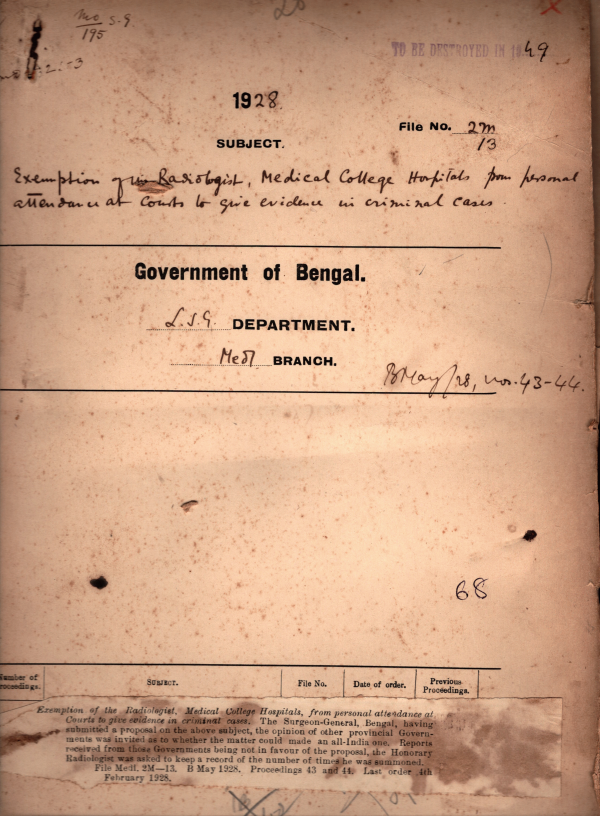 S.G
195
TO BE DESTROYED IN 1949
1928
File No. 2m
13
SUBJECT.
Exemption of Radiologist, Medical College Hospitals from personal
attendance at Courts to give evidence in criminal cases.
Government of Bengal.
L.S.G. DEPARTMENT.
Medl BRANCH.
B May/28, nos. 43-44.
68
Number of Proceedings. SUBJECT. File No. Date of order. Previous Proceedings.
Exemption of the Radiologist, Medical College Hospitals, from personal attendance at
Courts to give evidence in criminal cases. The Surgeon-General, Bengal, having
submitted a proposal on the above subject, the opinion of other provincial Govern-
ments was invited as to whether the matter could made an all-India one. Reports
received from those Governments being not in favour of the proposal, the Honorary
Radiologist was asked to keep a record of the number of times he was summoned.
File Medl. 2M—13. B May 1928. Proceedings 43 and 44. Last order 4th
February 1928.